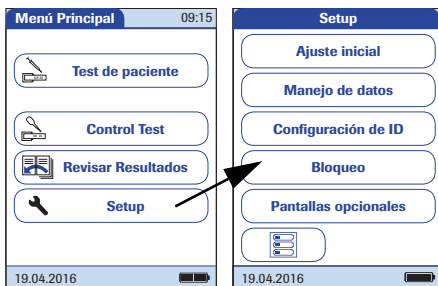 Menú Principal 09:15
Test de paciente
Control Test
Revisar Resultados
Setup
19.04.2016
Setup
Ajuste inicial
Manejo de datos
Configuración de ID
Bloqueo
Pantallas opcionales
19.04.2016